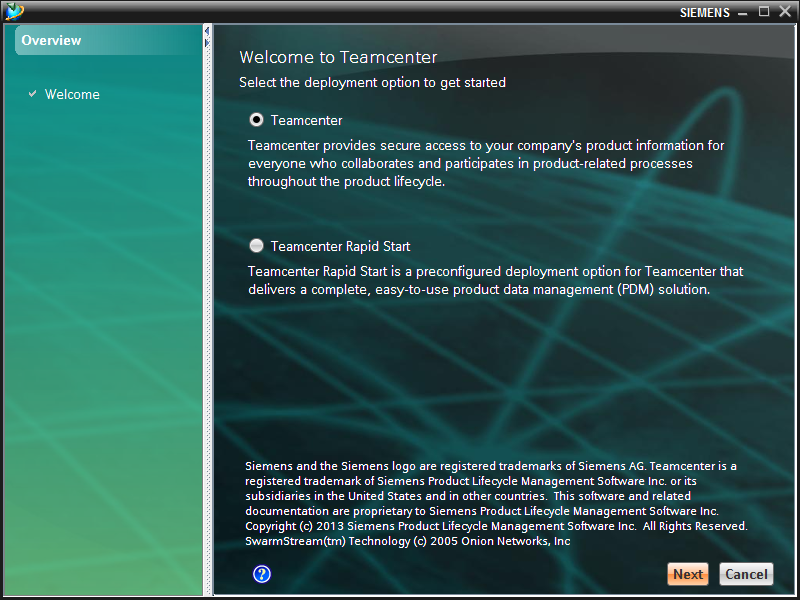 SIEMENS
Overview
Welcome
Welcome to Teamcenter
Select the deployment option to get started
Teamcenter
Teamcenter provides secure access to your company's product information for
everyone who collaborates and participates in product-related processes
throughout the product lifecycle.
Teamcenter Rapid Start
Teamcenter Rapid Start is a preconfigured deployment option for Teamcenter that
delivers a complete, easy-to-use product data management (PDM) solution.
Siemens and the Siemens logo are registered trademarks of Siemens AG. Teamcenter is a
registered trademark of Siemens Product Lifecycle Management Software Inc. or its
subsidiaries in the United States and in other countries. This software and related
documentation are proprietary to Siemens Product Lifecycle Management Software Inc.
Copyright (c) 2013 Siemens Product Lifecycle Management Software Inc. All Rights Reserved.
SwarmStream(tm) Technology (c) 2005 Onion Networks, Inc
?
Next
Cancel